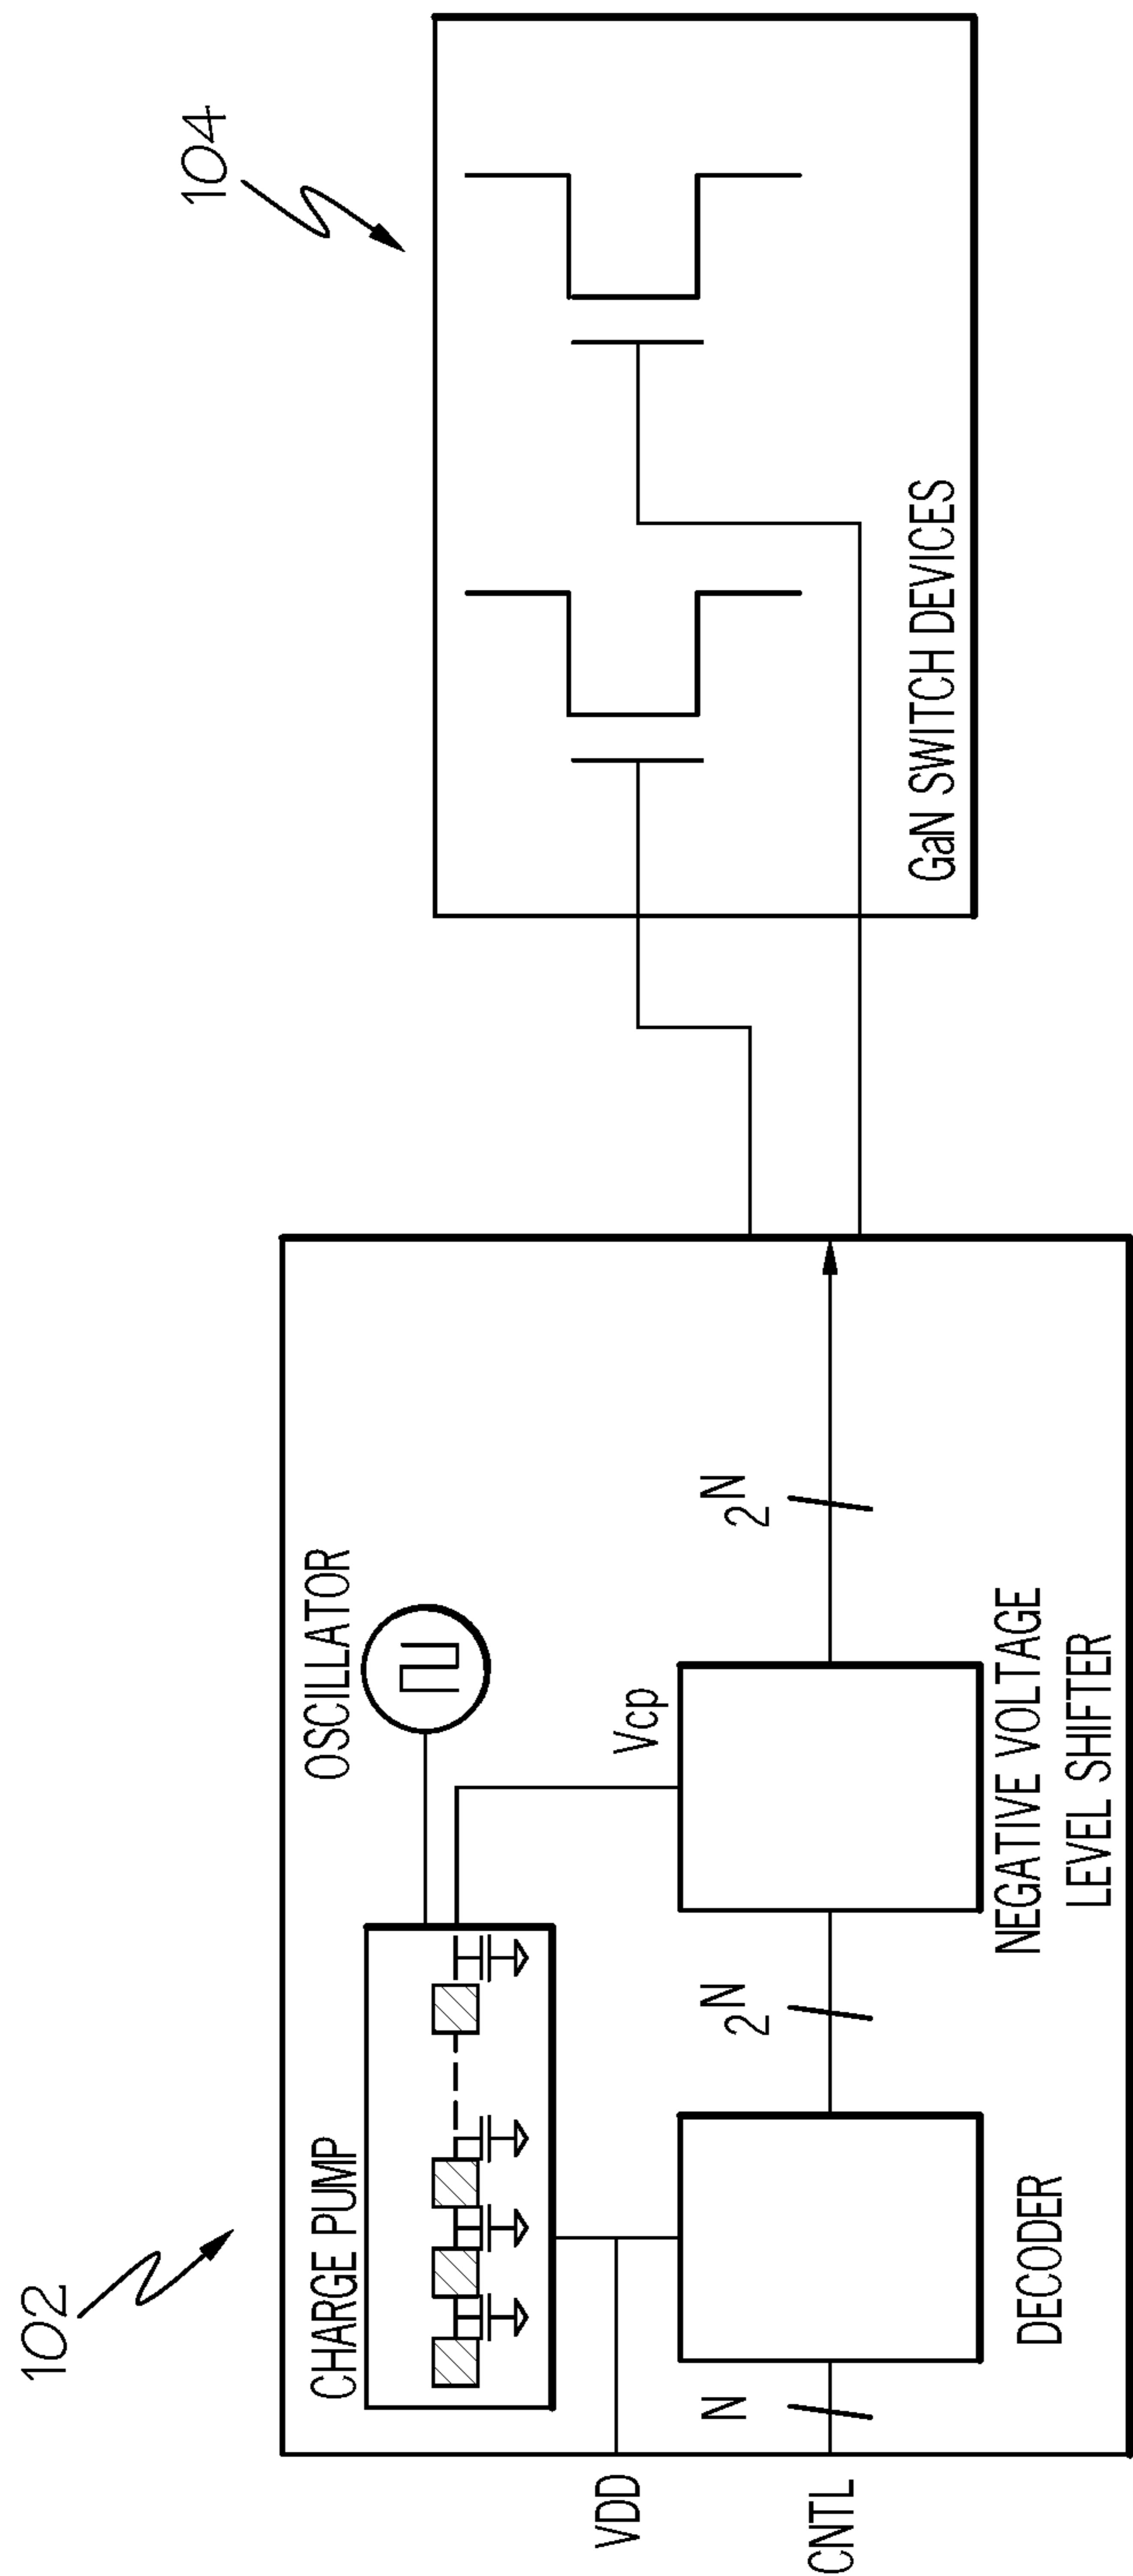 102
104
CHARGE PUMP
OSCILLATOR
VDD
Vcp
N
2N
2N
CNTL
DECODER
NEGATIVE VOLTAGE
LEVEL SHIFTER
GaN SWITCH DEVICES